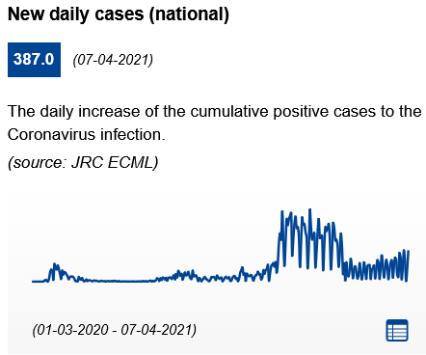 New daily cases (national)
387.0 (07-04-2021)
The daily increase of the cumulative positive cases to the
Coronavirus infection.
(source: JRC ECML)
(01-03-2020 - 07-04-2021)